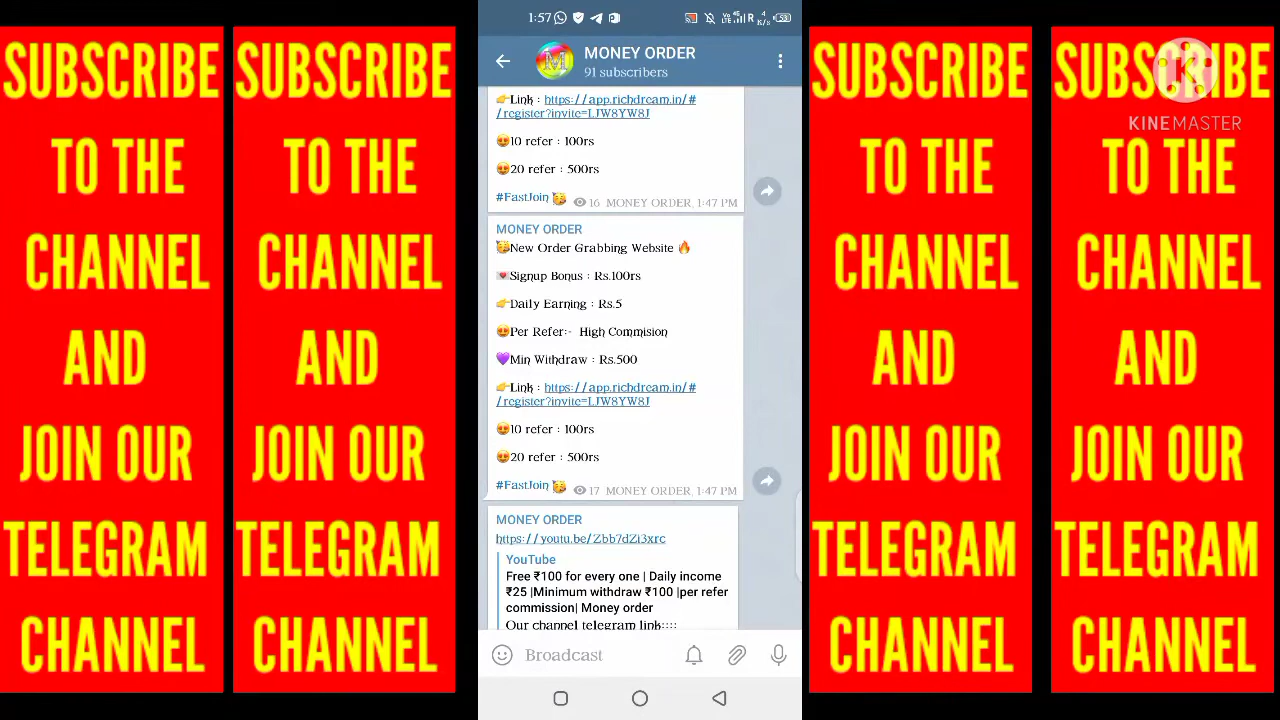 SUBSCRIBE
TO THE
CHANNEL
AND
JOIN OUR
TELEGRAM
CHANNEL
SUBSCRIBE
TO THE
CHANNEL
AND
JOIN OUR
TELEGRAM
CHANNEL
1:57
4G
R
4
K/s
53
MONEY ORDER
91 subscribers
👉Link : https://app.richdream.in/#
/register?invite=LJW8YW8J
😍10 refer : 100rs
😍20 refer : 500rs
#FastJoin 🥳 16 MONEY ORDER, 1:47 PM
MONEY ORDER
🥳New Order Grabbing Website 🔥
💌Signup Bonus : Rs.100rs
👉Daily Earning : Rs.5
😍Per Refer:- High Commision
💜Min Withdraw : Rs.500
👉Link : https://app.richdream.in/#
/register?invite=LJW8YW8J
😍10 refer : 100rs
😍20 refer : 500rs
#FastJoin 🥳 17 MONEY ORDER, 1:47 PM
MONEY ORDER
https://youtu.be/Zbb7dZi3xrc
YouTube
Free ₹100 for every one | Daily income
₹25 |Minimum withdraw ₹100 |per refer
commission| Money order
Our channel telegram link::::
Broadcast
SUBSCRIBE
TO THE
CHANNEL
AND
JOIN OUR
TELEGRAM
CHANNEL
SUBSCRIBE
TO THE
CHANNEL
AND
JOIN OUR
TELEGRAM
CHANNEL
KINEMASTER